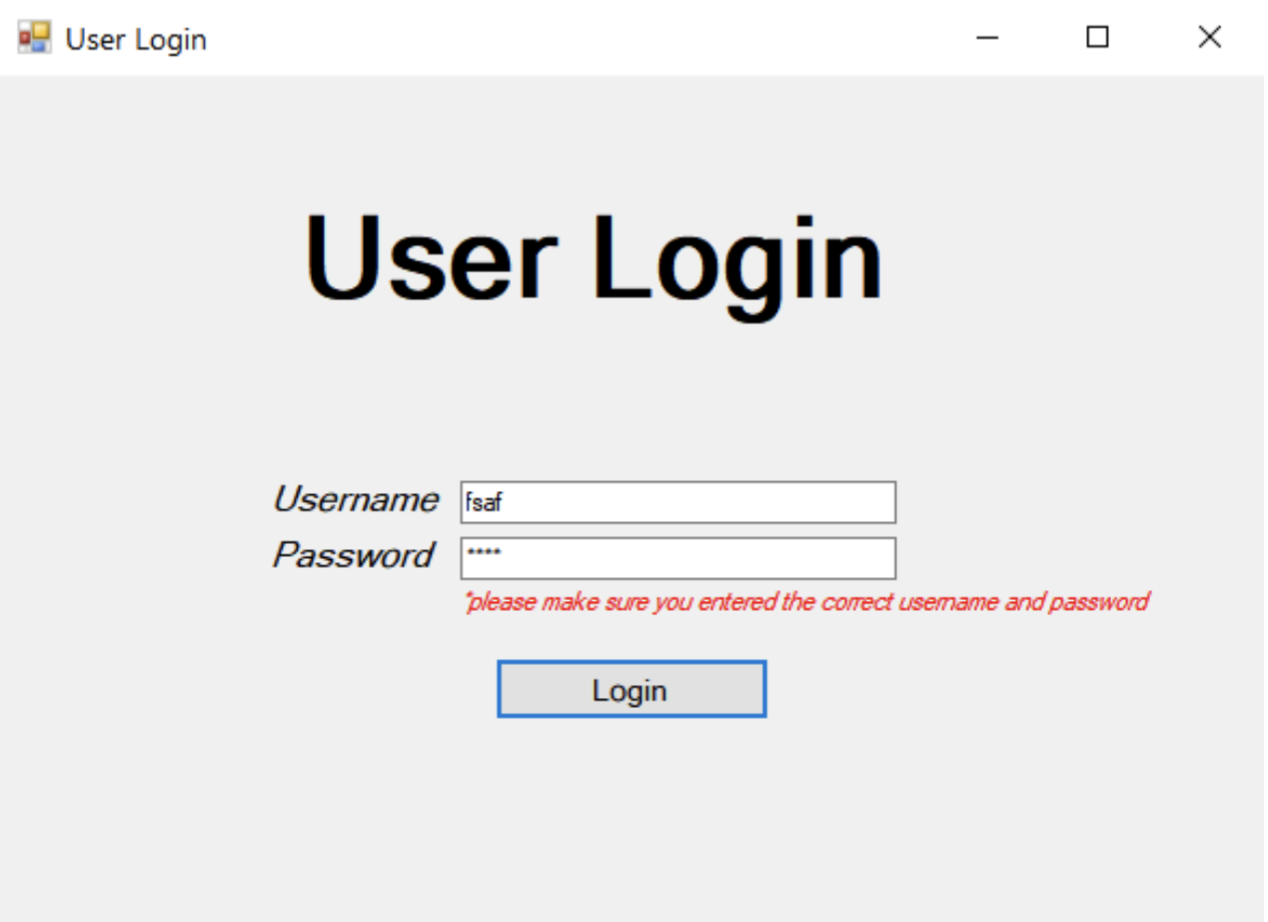 User Login
User Login
Username fsaf
Password ****
*please make sure you entered the correct username and password
Login